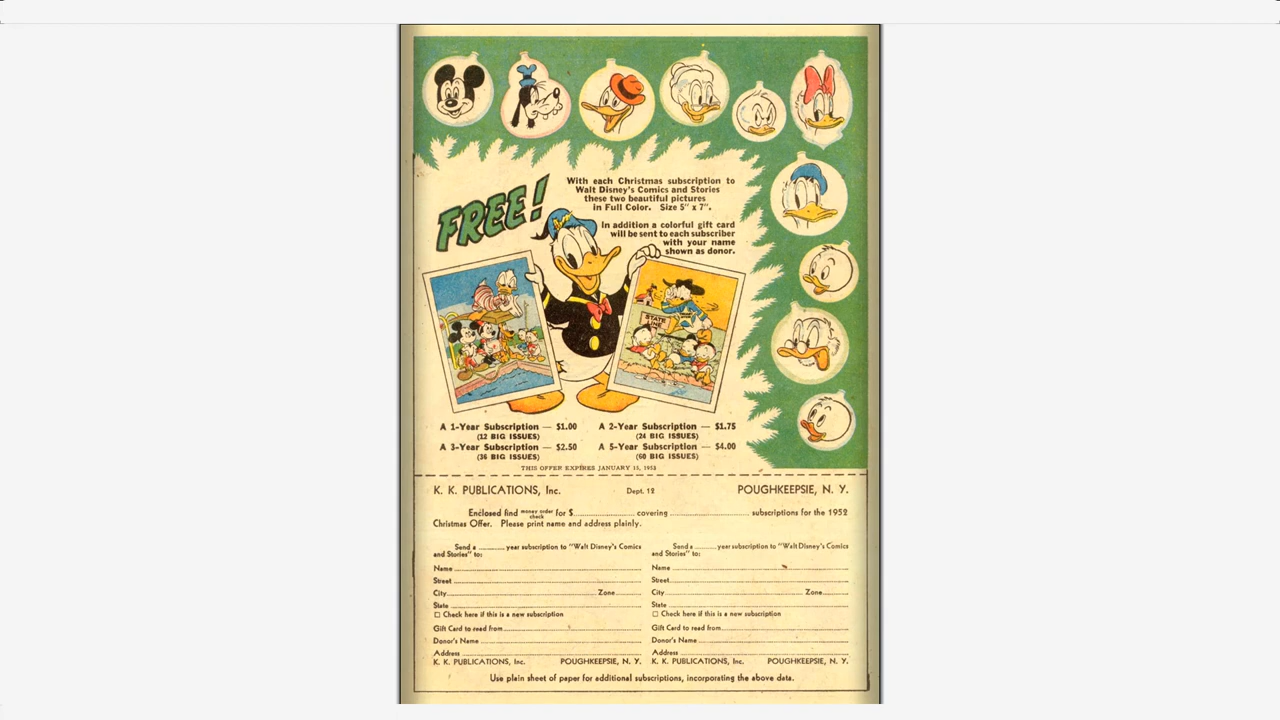 FREE!
With each Christmas subscription to
Walt Disney's Comics and Stories
these two beautiful pictures
in Full Color. Size 5" x 7".
In addition a colorful gift card
will be sent to each subscriber
with your name
shown as donor.
STATE
LINE
A 1-Year Subscription — $1.00
(12 BIG ISSUES)
A 2-Year Subscription — $1.75
(24 BIG ISSUES)
A 3-Year Subscription — $2.50
(36 BIG ISSUES)
A 5-Year Subscription — $4.00
(60 BIG ISSUES)
THIS OFFER EXPIRES JANUARY 15, 1952
K. K. PUBLICATIONS, Inc. Dept. 12 POUGHKEEPSIE, N. Y.
Enclosed find money order check for $ covering subscriptions for the 1952
Christmas Offer. Please print name and address plainly.
Send a year subscription to "Walt Disney's Comics
and Stories" to:
Name
Street
City Zone
State
☐ Check here if this is a new subscription
Gift Card to read from
Donor's Name
Address
K. K. PUBLICATIONS, Inc. POUGHKEEPSIE, N. Y.
Send a year subscription to "Walt Disney's Comics
and Stories" to:
Name
Street
City Zone
State
☐ Check here if this is a new subscription
Gift Card to read from
Donor's Name
Address
K. K. PUBLICATIONS, Inc. POUGHKEEPSIE, N. Y.
Use plain sheet of paper for additional subscriptions, incorporating the above data.